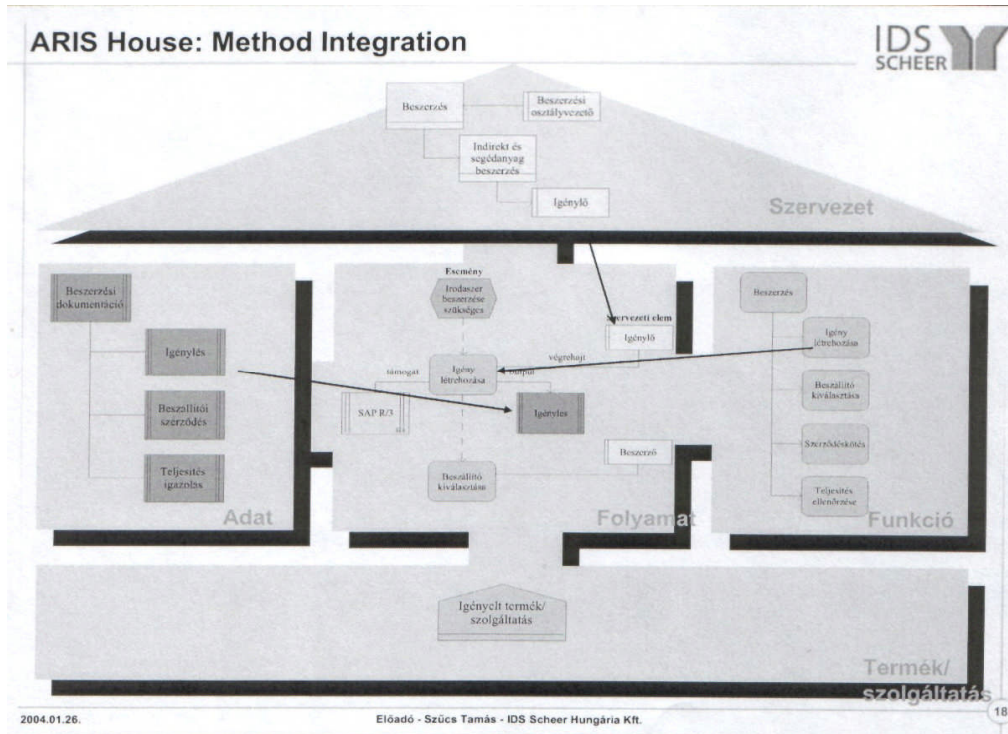 ARIS House: Method Integration
IDS
SCHEER
Beszerzés
Beszerzési
osztályvezető
Indirekt és
segédanyag
beszerzés
Igénylő
Szervezet
Beszerzési
dokumentáció
Igénylés
Beszállítói
szerződés
Teljesítés
igazolás
Adat
Esemény
Irodaszer
beszerzése
szükséges
Szervezeti elem
Igénylő
végrehajt
támogat
Igény
létrehozása
output
SAP R/3
Igénylés
Beszerző
Beszállító
kiválasztása
Folyamat
Beszerzés
Igény
létrehozása
Beszállító
kiválasztása
Szerződéskötés
Teljesítés
ellenőrzése
Funkció
Igényelt termék/
szolgáltatás
Termék/
szolgáltatás
2004.01.26.
Előadó - Szűcs Tamás - IDS Scheer Hungária Kft.
18